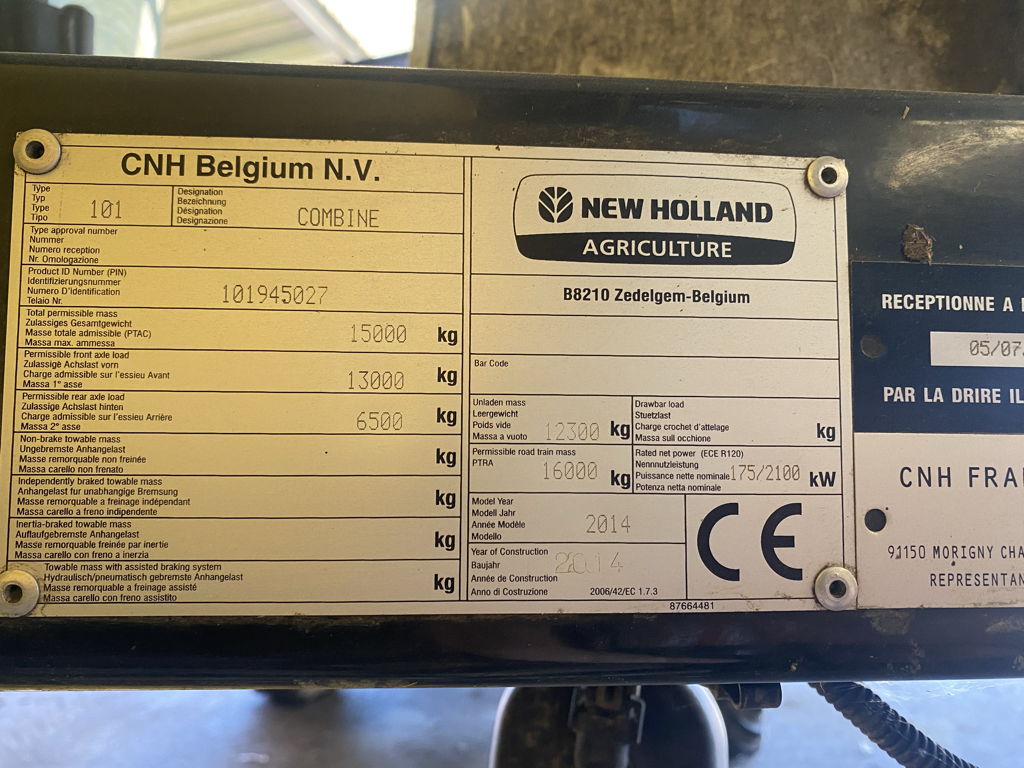 CNH Belgium N.V.
Type
Typ
Type
Tipo
101
Designation
Bezeichnung
Désignation
Designazione
COMBINE
Type approval number
Nummer
Numero reception
Nr. Omologazione
Product ID Number (PIN)
Identifizierungsnummer
Numero D'identification
Telaio Nr.
101945027
Total permissible mass
Zulassiges Gesamtgewicht
Masse totale admissible (PTAC)
Massa max. ammessa
15000 kg
Permissible front axle load
Zulassige Achslast vorn
Charge admissible sur l'essieu Avant
Massa 1° asse
13000 kg
Permissible rear axle load
Zulassige Achslast hinten
Charge admissible sur l'essieu Arrière
Massa 2° asse
6500 kg
Non-brake towable mass
Ungebremste Anhangelast
Masse remorquable non freinée
Massa carello non frenato
kg
Independently braked towable mass
Anhangelast fur unabhangige Bremsung
Masse remorquable a freinage indépendant
Massa carello a freno indipendente
kg
Inertia-braked towable mass
Auflaufgebremste Anhangelast
Masse remorquable freinée par inertie
Massa carello con freno a inerzia
kg
Towable mass with assisted braking system
Hydraulisch/pneumatisch gebremste Anhangelast
Masse remorquable a freinage assisté
Massa carello con freno assistito
kg
NEW HOLLAND
AGRICULTURE
B8210 Zedelgem-Belgium
Bar Code
Unladen mass
Leergewicht
Poids vide
Massa a vuoto
12300 kg
Drawbar load
Stuetzlast
Charge crochet d'attelage
Massa sull occhione
kg
Permissible road train mass
PTRA
16000 kg
Rated net power (ECE R120)
Nennnutzleistung
Puissance nette nominale
Potenza netta nominale
175/2100 kW
Model Year
Modell Jahr
Année Modèle
Modello
2014
Year of Construction
Baujahr
Année de Construction
Anno di Costruzione
2014
2006/42/EC 1.7.3
CE
87664481
RECEPTIONNE A
05/07
PAR LA DRIRE IL
CNH FRA
91150 MORIGNY CHA
REPRESENTAN